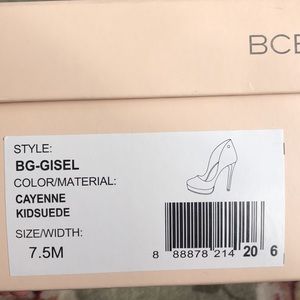 BCB
STYLE:
BG-GISEL
COLOR/MATERIAL:
CAYENNE
KIDSUEDE
SIZE/WIDTH:
7.5M
8 88878 214 20 6